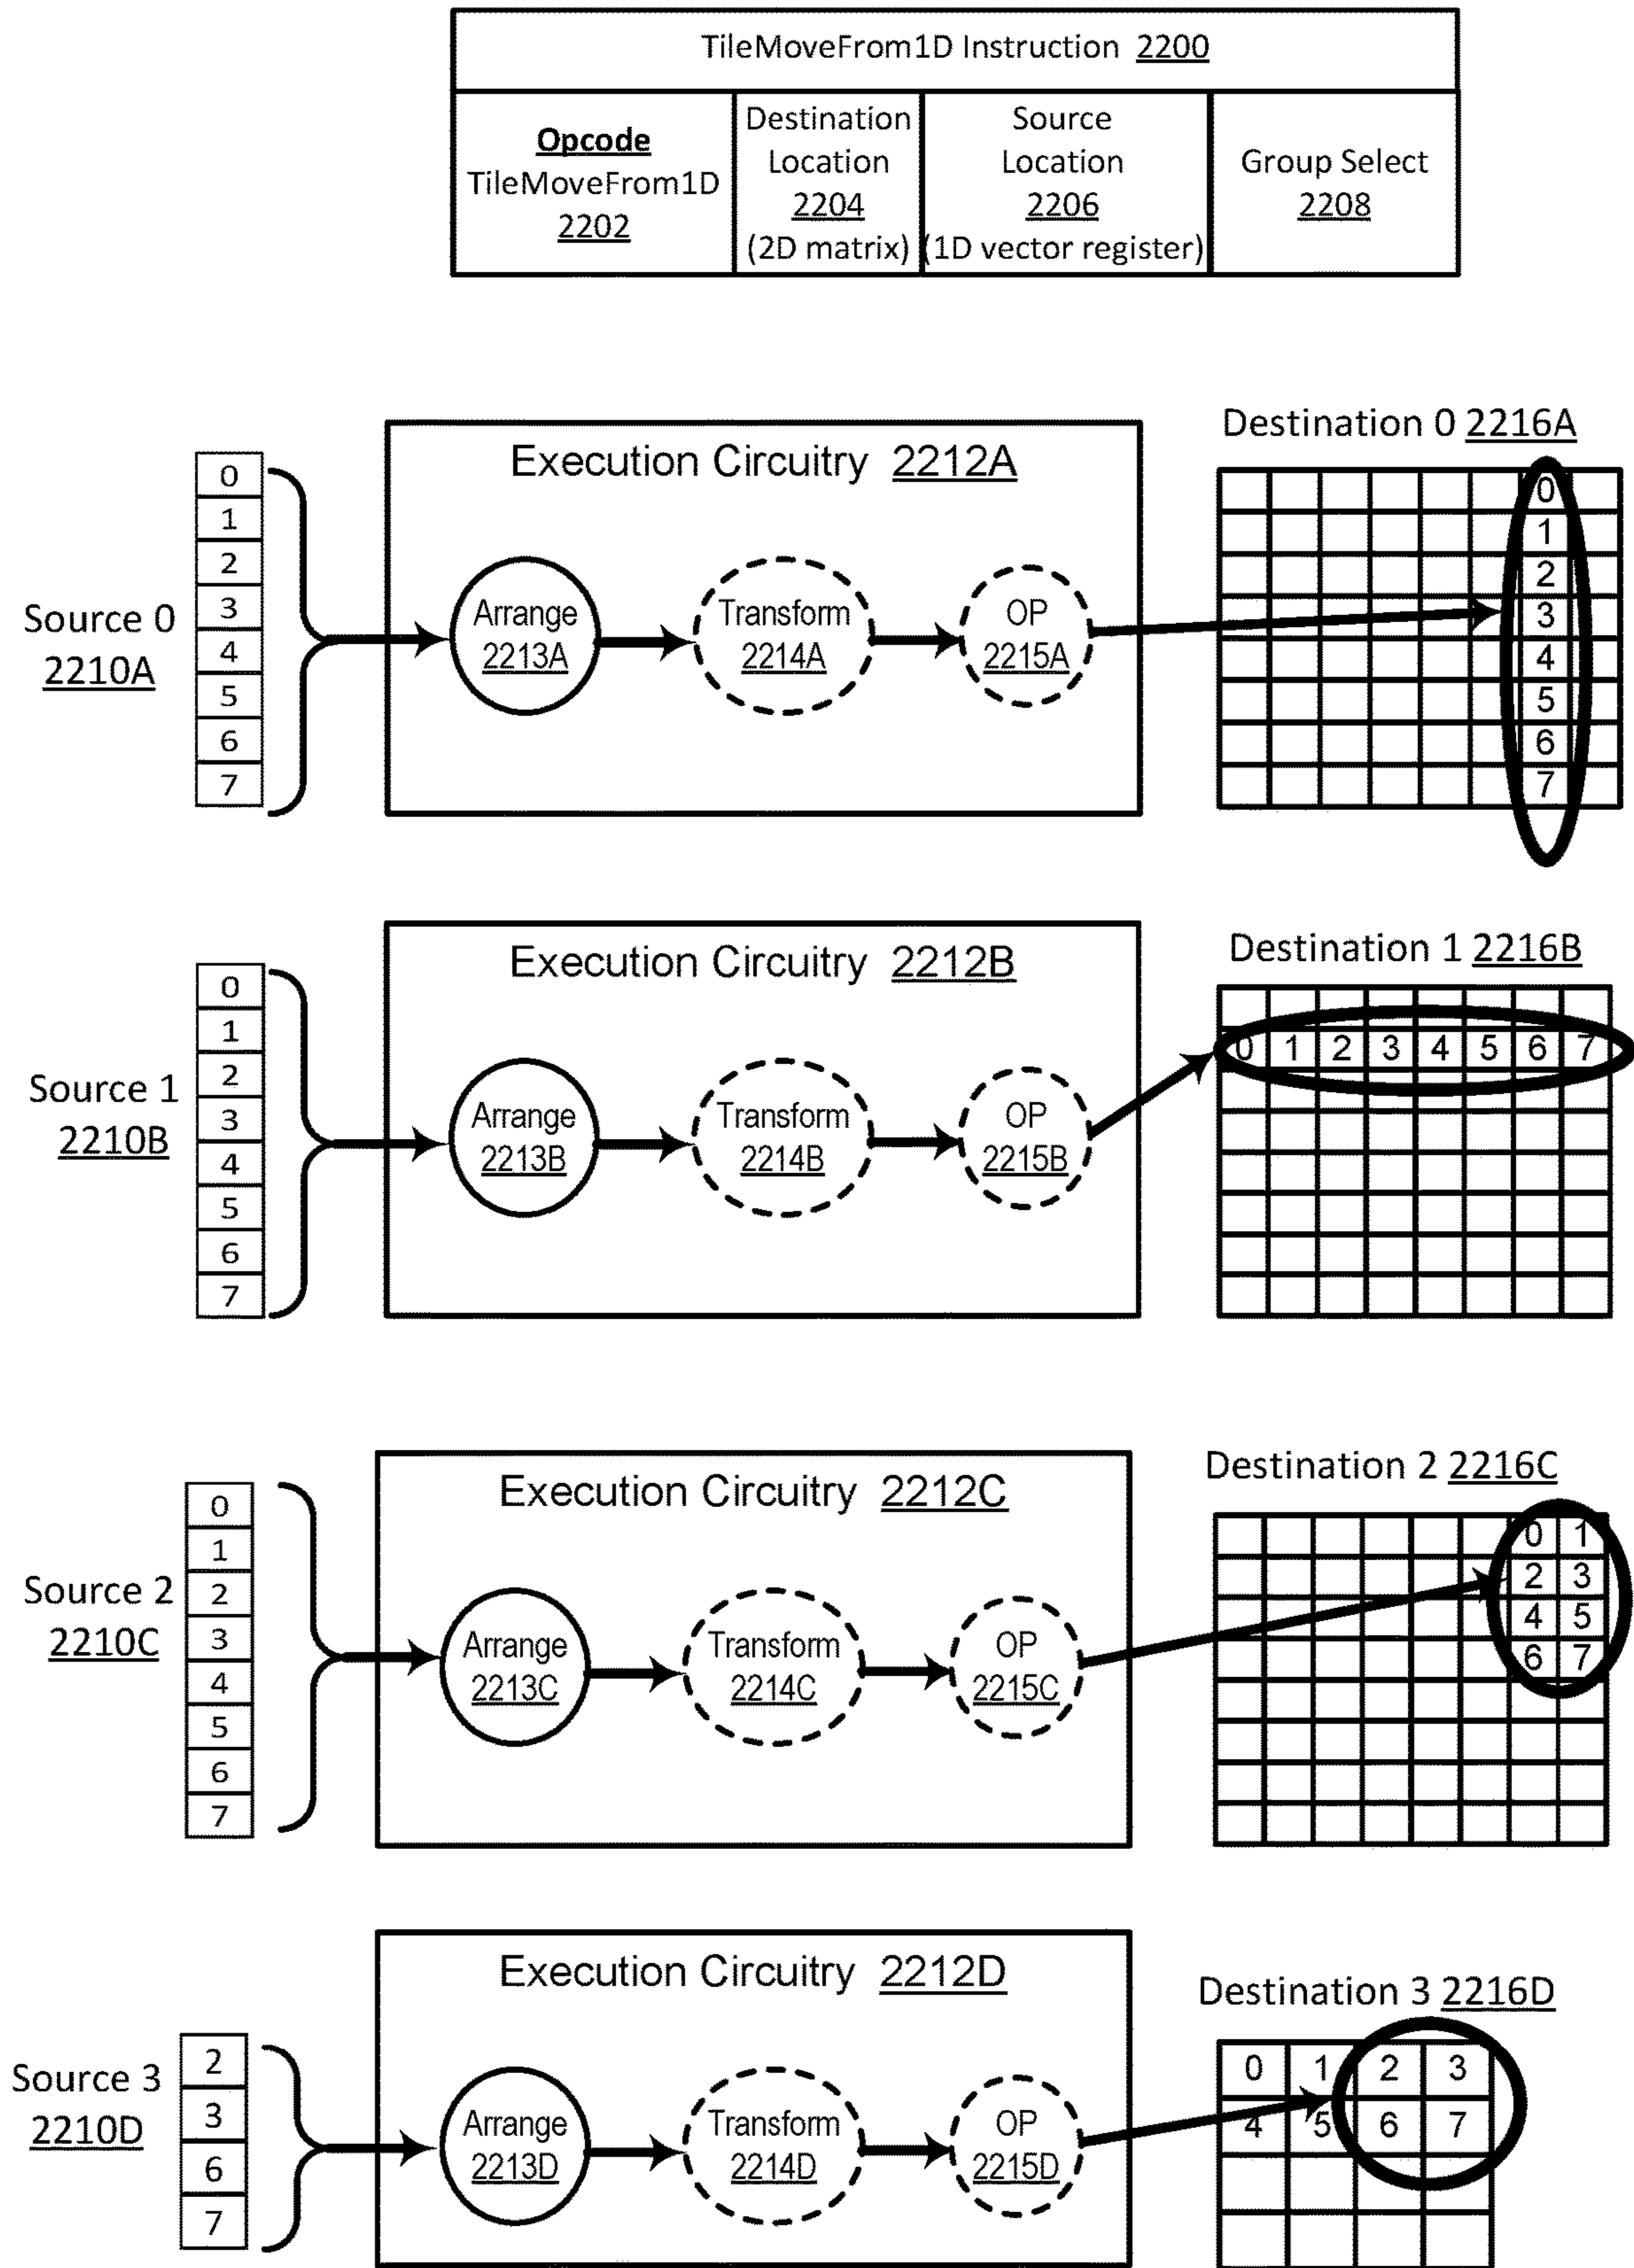 TileMoveFrom1D Instruction 2200
Opcode
TileMoveFrom1D
2202
Destination
Location
2204
(2D matrix)
Source
Location
2206
(1D vector register)
Group Select
2208
Source 0
2210A
0
1
2
3
4
5
6
7
Execution Circuitry 2212A
Arrange
2213A
Transform
2214A
OP
2215A
Destination 0 2216A
0
1
2
3
4
5
6
7
Source 1
2210B
0
1
2
3
4
5
6
7
Execution Circuitry 2212B
Arrange
2213B
Transform
2214B
OP
2215B
Destination 1 2216B
0 1 2 3 4 5 6 7
Source 2
2210C
0
1
2
3
4
5
6
7
Execution Circuitry 2212C
Arrange
2213C
Transform
2214C
OP
2215C
Destination 2 2216C
0 1
2 3
4 5
6 7
Source 3
2210D
2
3
6
7
Execution Circuitry 2212D
Arrange
2213D
Transform
2214D
OP
2215D
Destination 3 2216D
0 1 2 3
4 5 6 7